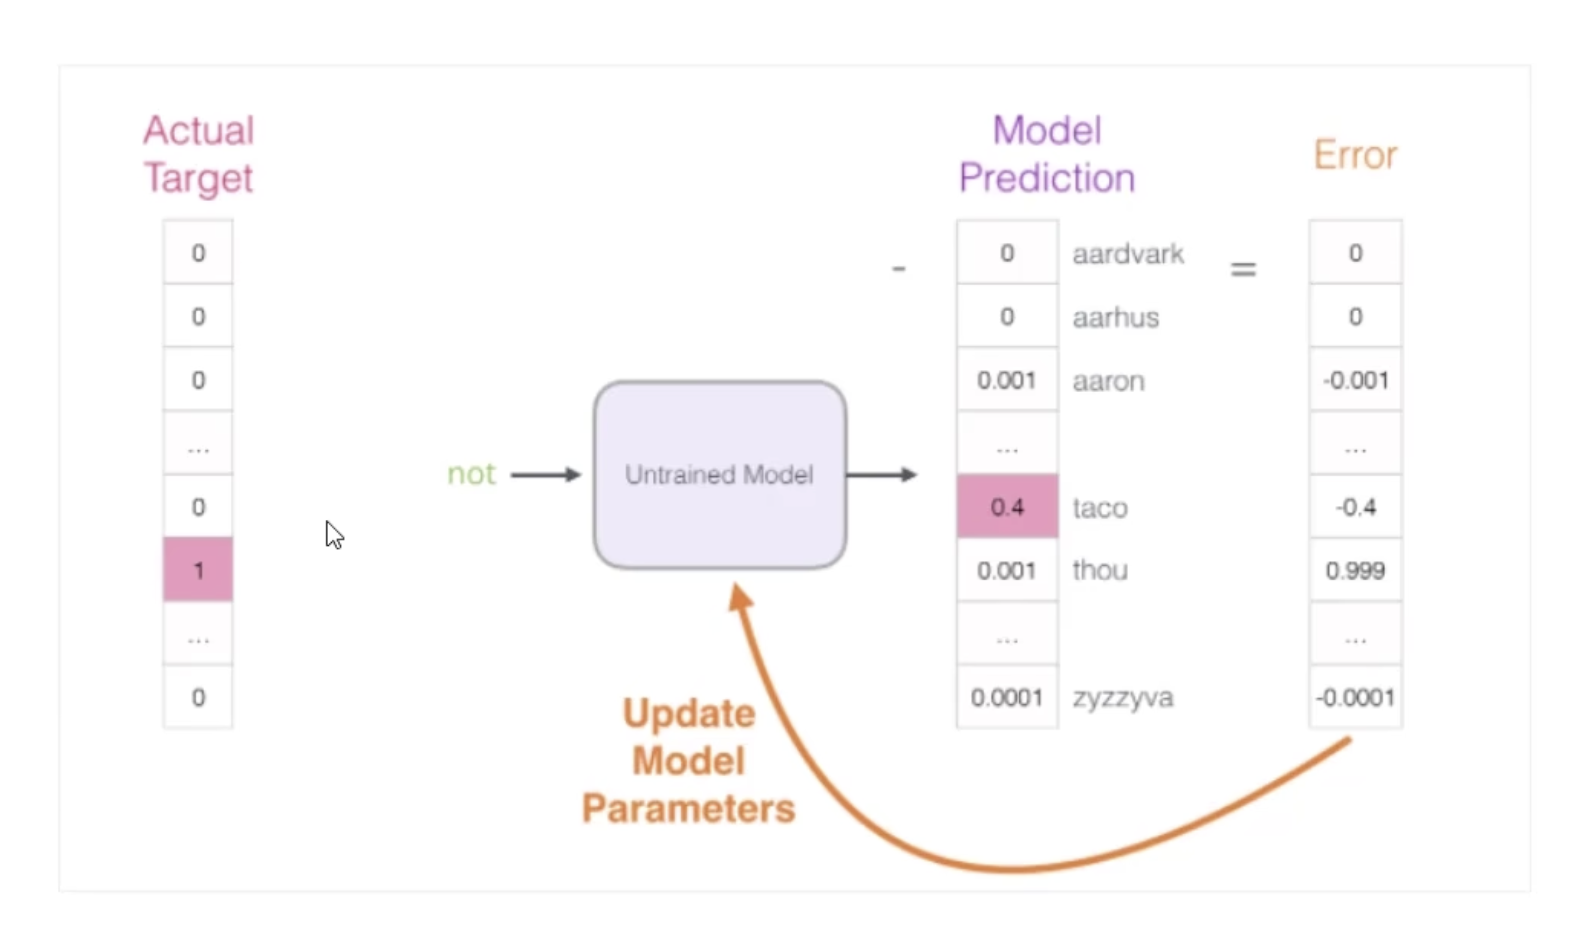 Actual
Target
Model
Prediction
Error
0
-
0
aardvark
=
0
0
0
aarhus
0
0
0.001
aaron
-0.001
...
...
...
not
Untrained Model
0
0.4
taco
-0.4
1
0.001
thou
0.999
...
...
...
0
0.0001
zyzzyva
-0.0001
Update
Model
Parameters